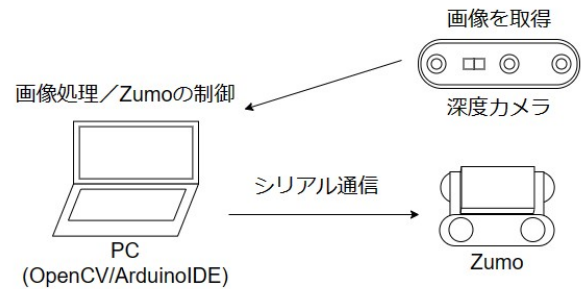 画像を取得
深度カメラ
画像処理／Zumoの制御
シリアル通信
PC
(OpenCV/ArduinoIDE)
Zumo